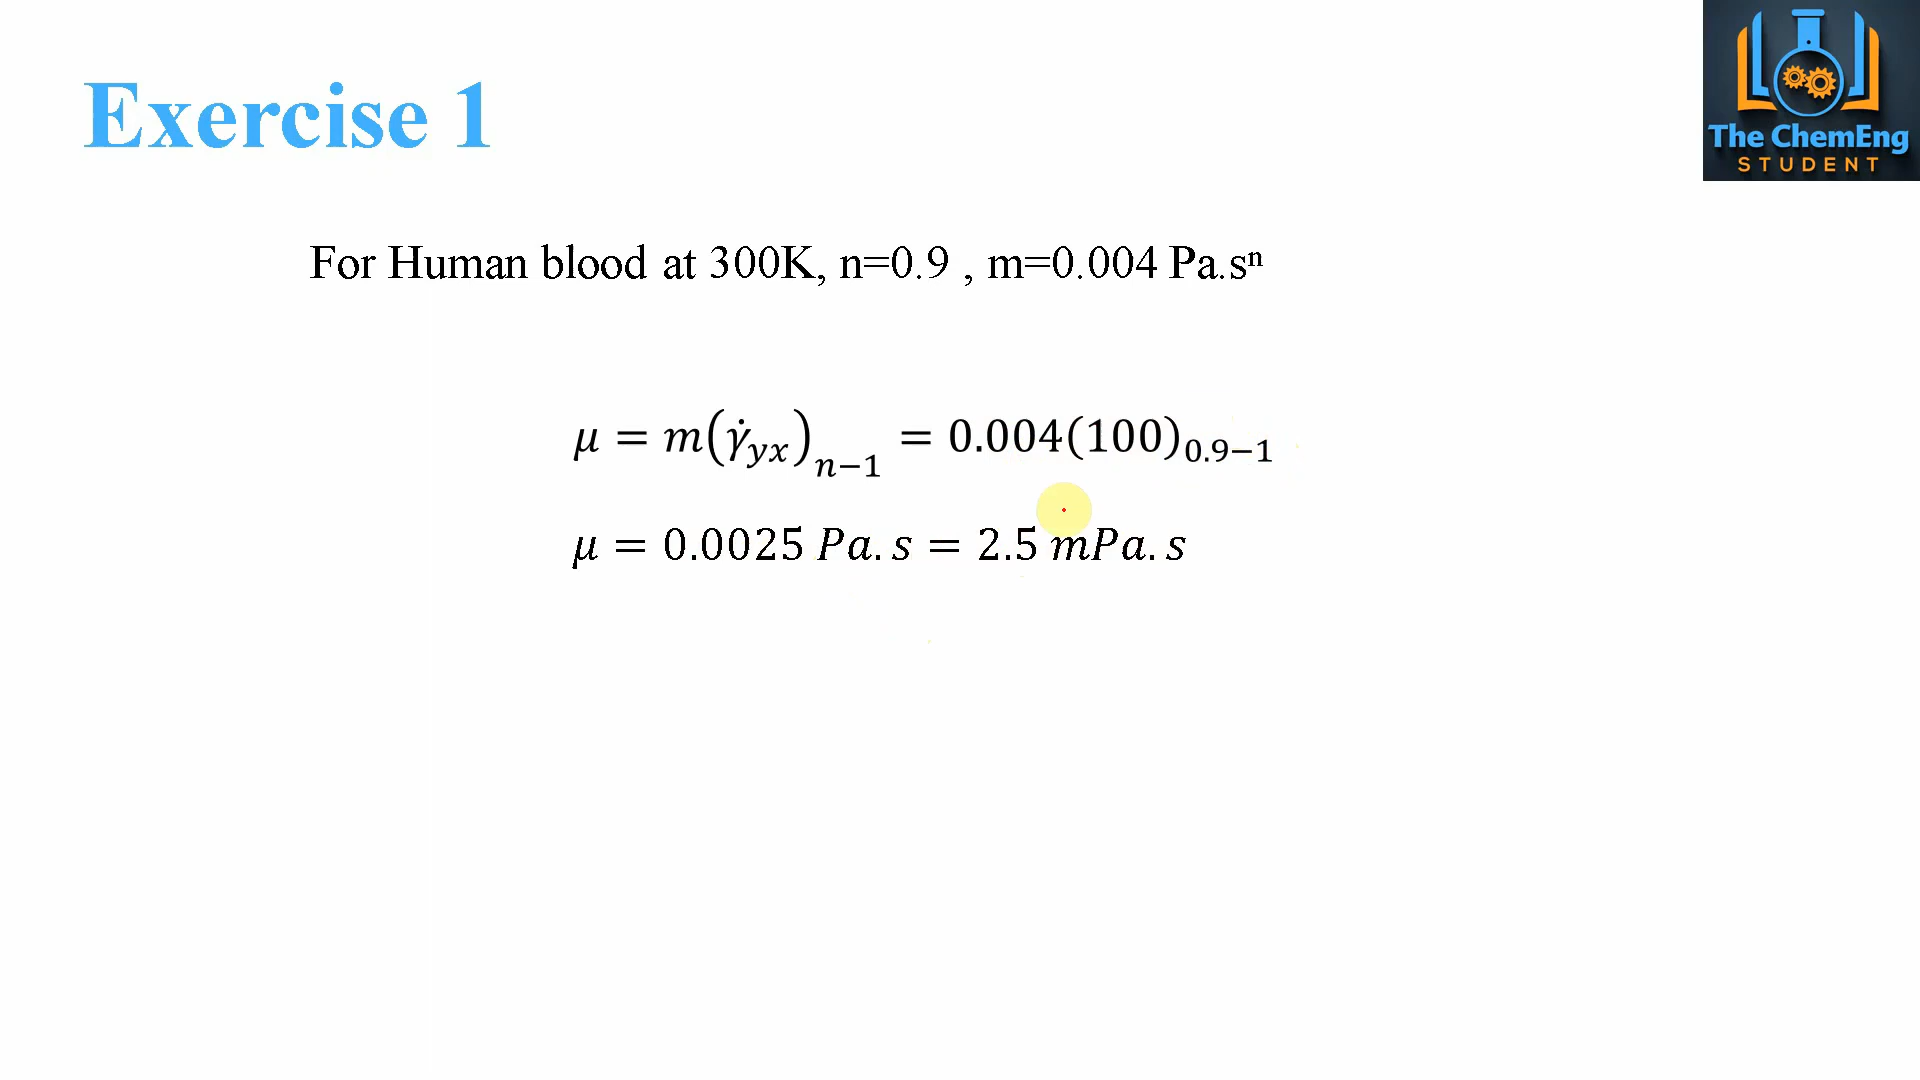 Exercise 1
The ChemEng
STUDENT
For Human blood at 300K, n=0.9 , m=0.004 Pa.sⁿ
μ = m(γ̇_yx)_{n−1} = 0.004(100)_{0.9−1}
μ = 0.0025 Pa.s = 2.5 mPa.s